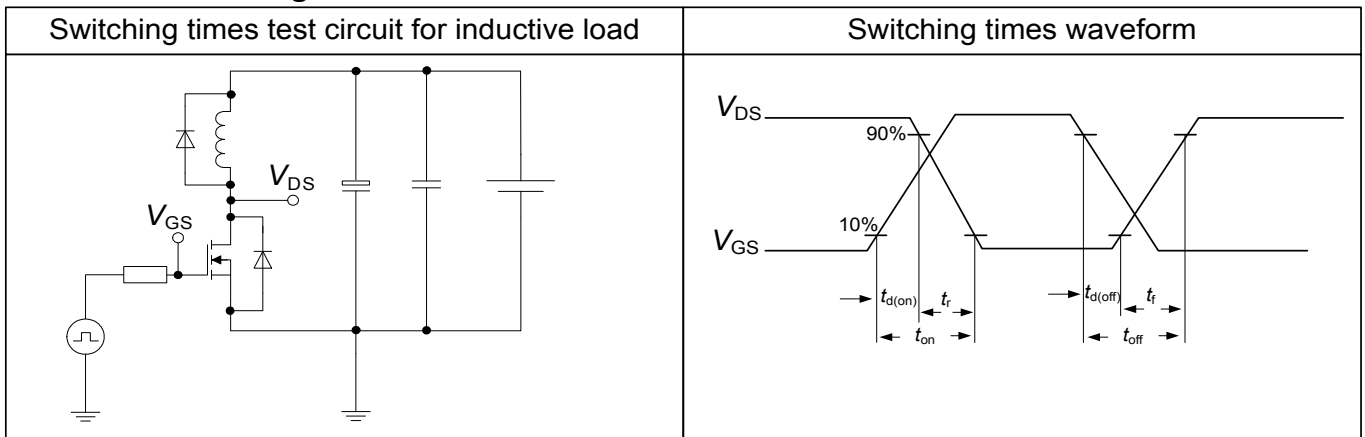 Switching times test circuit for inductive load
Switching times waveform
VDS
VGS
VDS
90%
10%
VGS
td(on)
tr
td(off)
tf
ton
toff